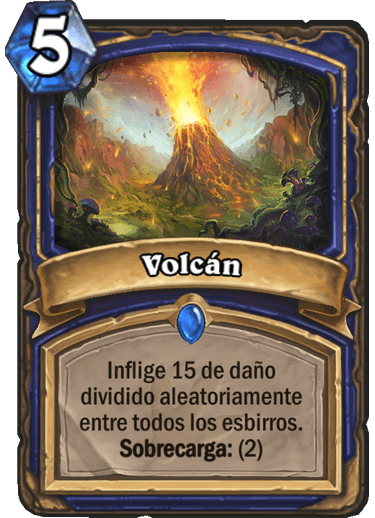 5
Volcán
Inflige 15 de daño
dividido aleatoriamente
entre todos los esbirros.
Sobrecarga: (2)